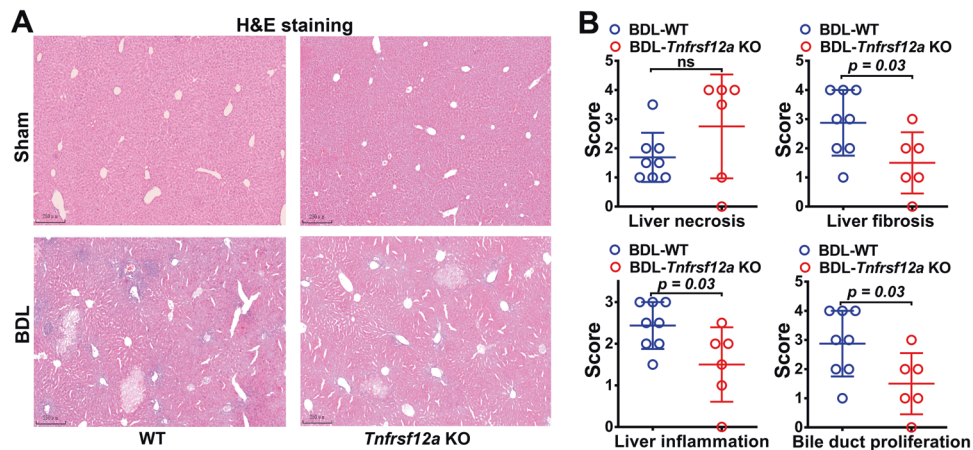 A
H&E staining
Sham
BDL
WT
Tnfrsf12a KO
B
BDL-WT
BDL-Tnfrsf12a KO
ns
Score
5
4
3
2
1
0
Liver necrosis
BDL-WT
BDL-Tnfrsf12a KO
p = 0.03
Score
5
4
3
2
1
0
Liver fibrosis
BDL-WT
BDL-Tnfrsf12a KO
p = 0.03
Score
3
2
1
0
Liver inflammation
BDL-WT
BDL-Tnfrsf12a KO
p = 0.03
Score
5
4
3
2
1
0
Bile duct proliferation